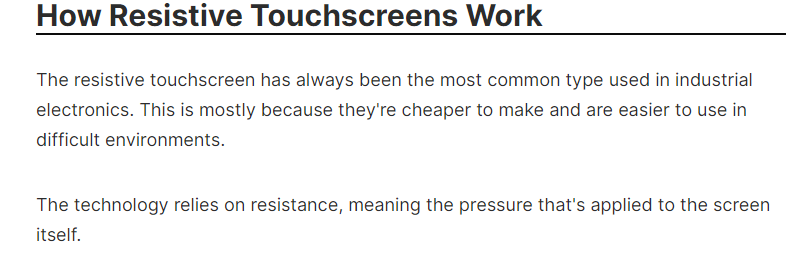 How Resistive Touchscreens Work
The resistive touchscreen has always been the most common type used in industrial
electronics. This is mostly because they're cheaper to make and are easier to use in
difficult environments.
The technology relies on resistance, meaning the pressure that's applied to the screen
itself.